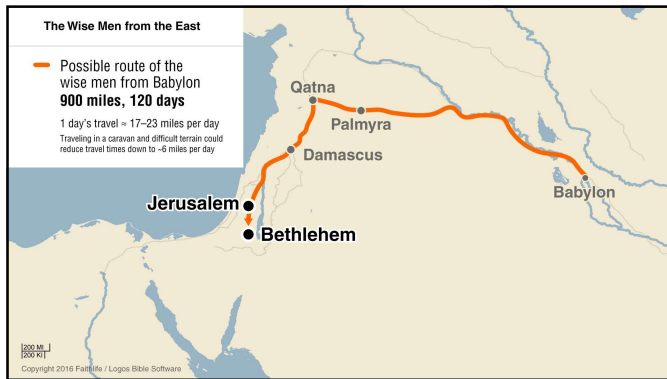 The Wise Men from the East
Possible route of the
wise men from Babylon
900 miles, 120 days
1 day's travel ≈ 17–23 miles per day
Traveling in a caravan and difficult terrain could
reduce travel times down to ~6 miles per day
Qatna
Palmyra
Damascus
Babylon
Jerusalem
Bethlehem
200 MI
200 KI
Copyright 2016 Faithlife / Logos Bible Software